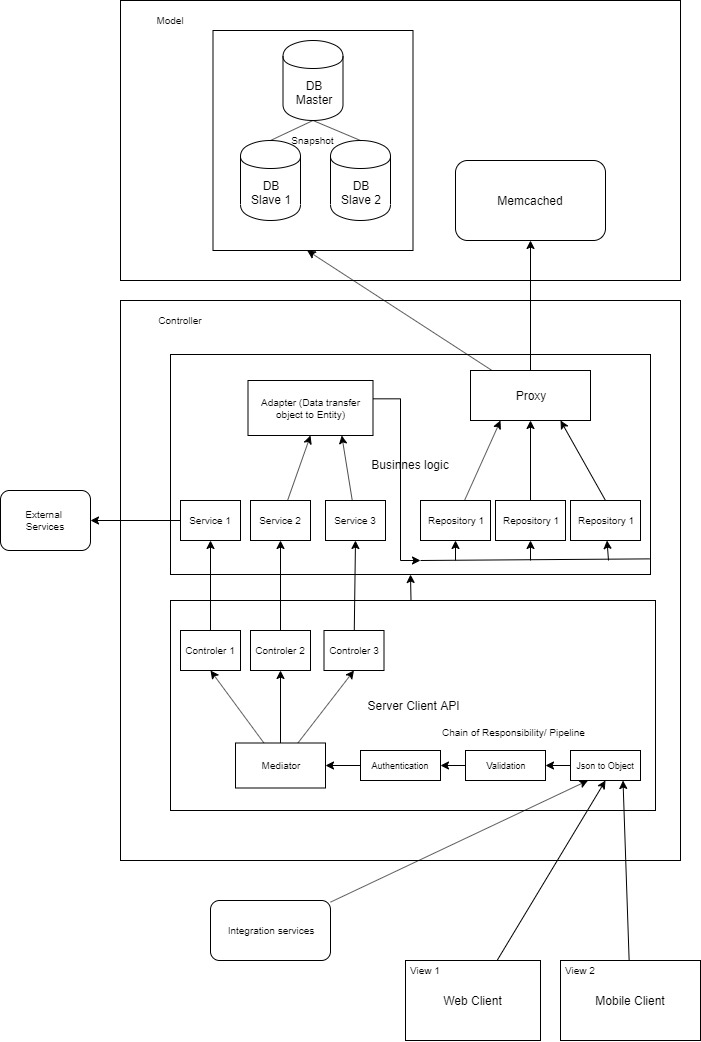 Model
DB
Master
Snapshot
DB
Slave 1
DB
Slave 2
Memcached
Controller
Adapter (Data transfer
object to Entity)
Proxy
Businnes logic
External
Services
Service 1
Service 2
Service 3
Repository 1
Repository 1
Repository 1
Controler 1
Controler 2
Controler 3
Server Client API
Chain of Responsibility/ Pipeline
Mediator
Authentication
Validation
Json to Object
Integration services
View 1
Web Client
View 2
Mobile Client